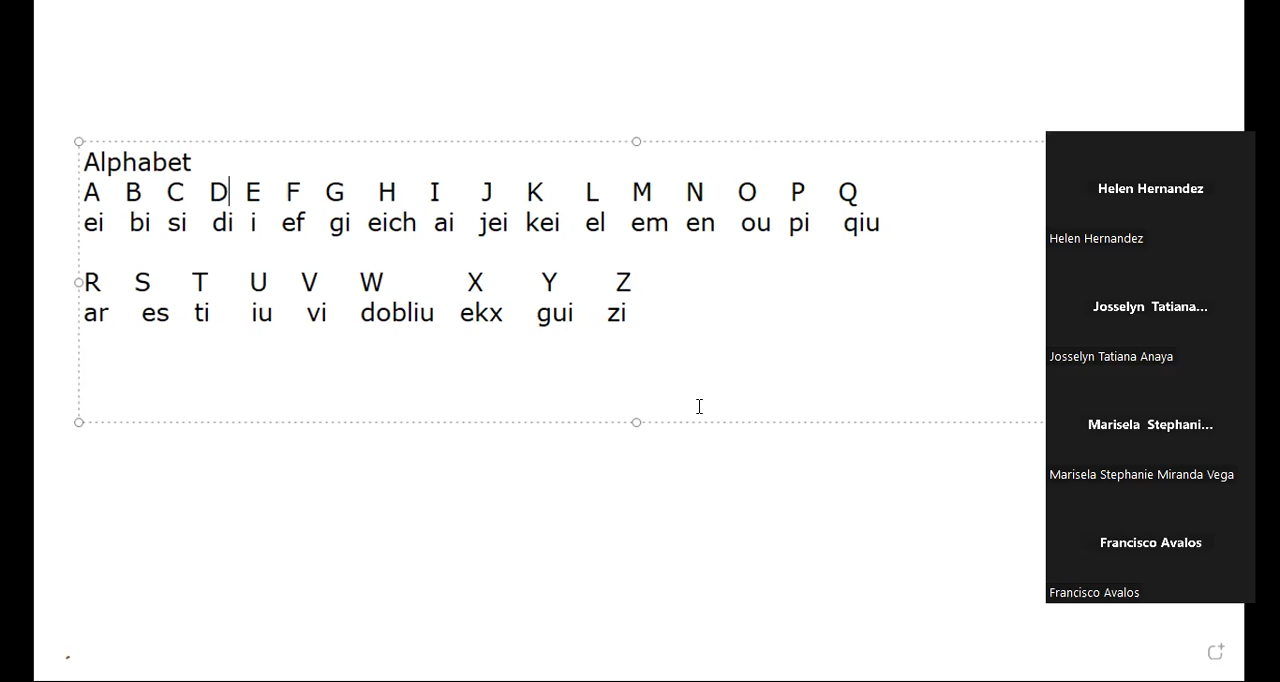 Alphabet
A B C D E F G H I J K L M N O P Q
ei bi si di i ef gi eich ai jei kei el em en ou pi qiu
R S T U V W X Y Z
ar es ti iu vi dobliu ekx gui zi
Helen Hernandez
Helen Hernandez
Josselyn Tatiana...
Josselyn Tatiana Anaya
Marisela Stephani...
Marisela Stephanie Miranda Vega
Francisco Avalos
Francisco Avalos